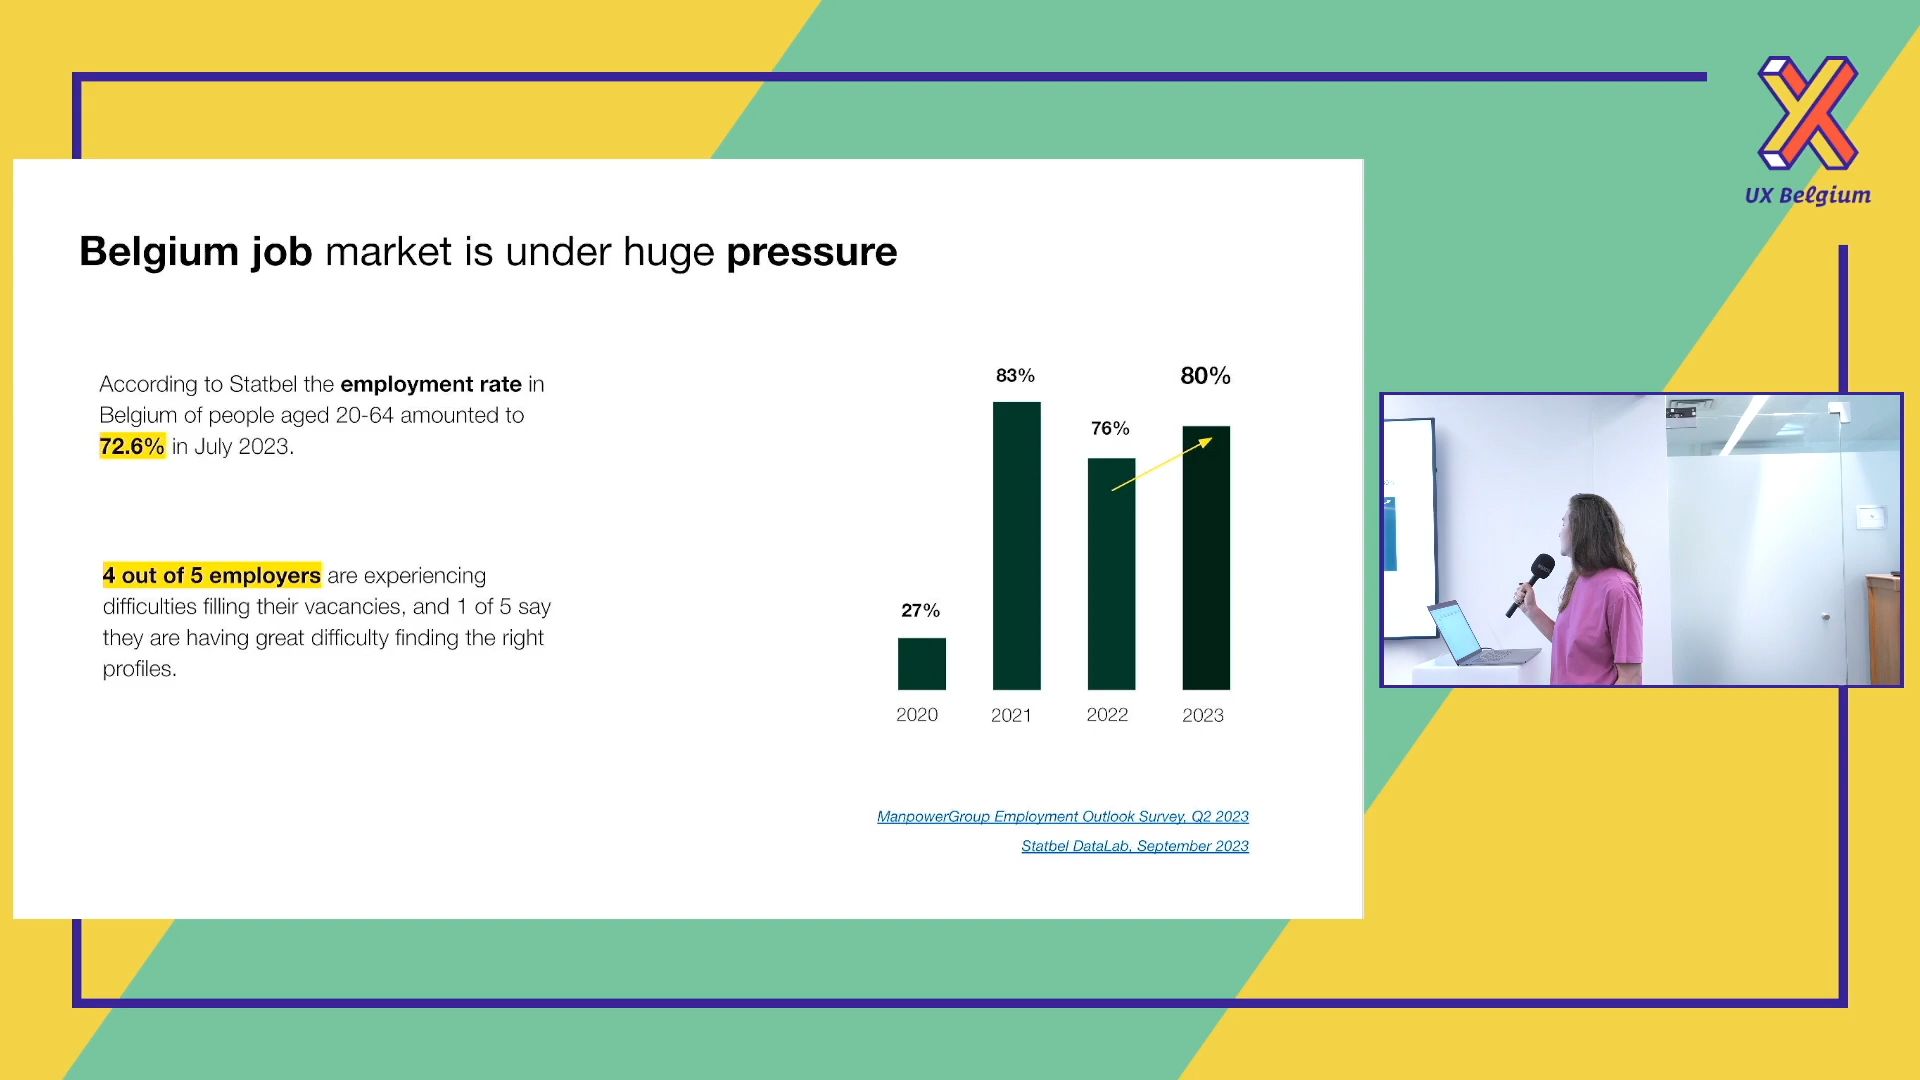 UX Belgium
Belgium job market is under huge pressure
According to Statbel the employment rate in
Belgium of people aged 20-64 amounted to
72.6% in July 2023.
4 out of 5 employers are experiencing
difficulties filling their vacancies, and 1 of 5 say
they are having great difficulty finding the right
profiles.
27%
83%
76%
80%
2020
2021
2022
2023
ManpowerGroup Employment Outlook Survey, Q2 2023
Statbel DataLab, September 2023